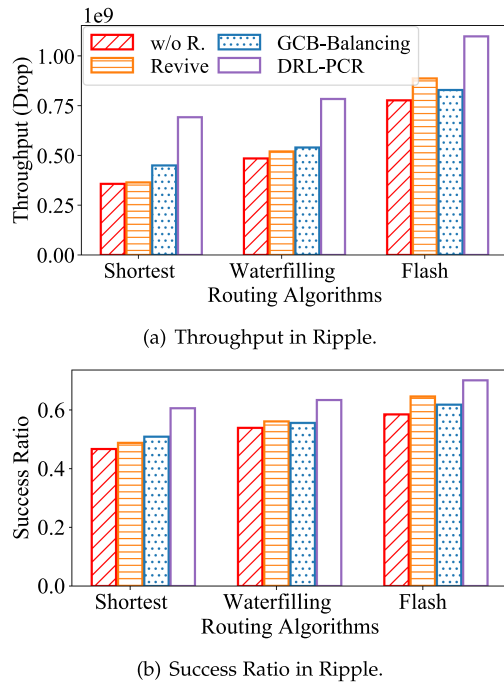 1e9
w/o R.
GCB-Balancing
Revive
DRL-PCR
Throughput (Drop)
1.00
0.75
0.50
0.25
0.00
Shortest
Waterfilling
Flash
Routing Algorithms
(a) Throughput in Ripple.
Success Ratio
0.6
0.4
0.2
0.0
Shortest
Waterfilling
Flash
Routing Algorithms
(b) Success Ratio in Ripple.